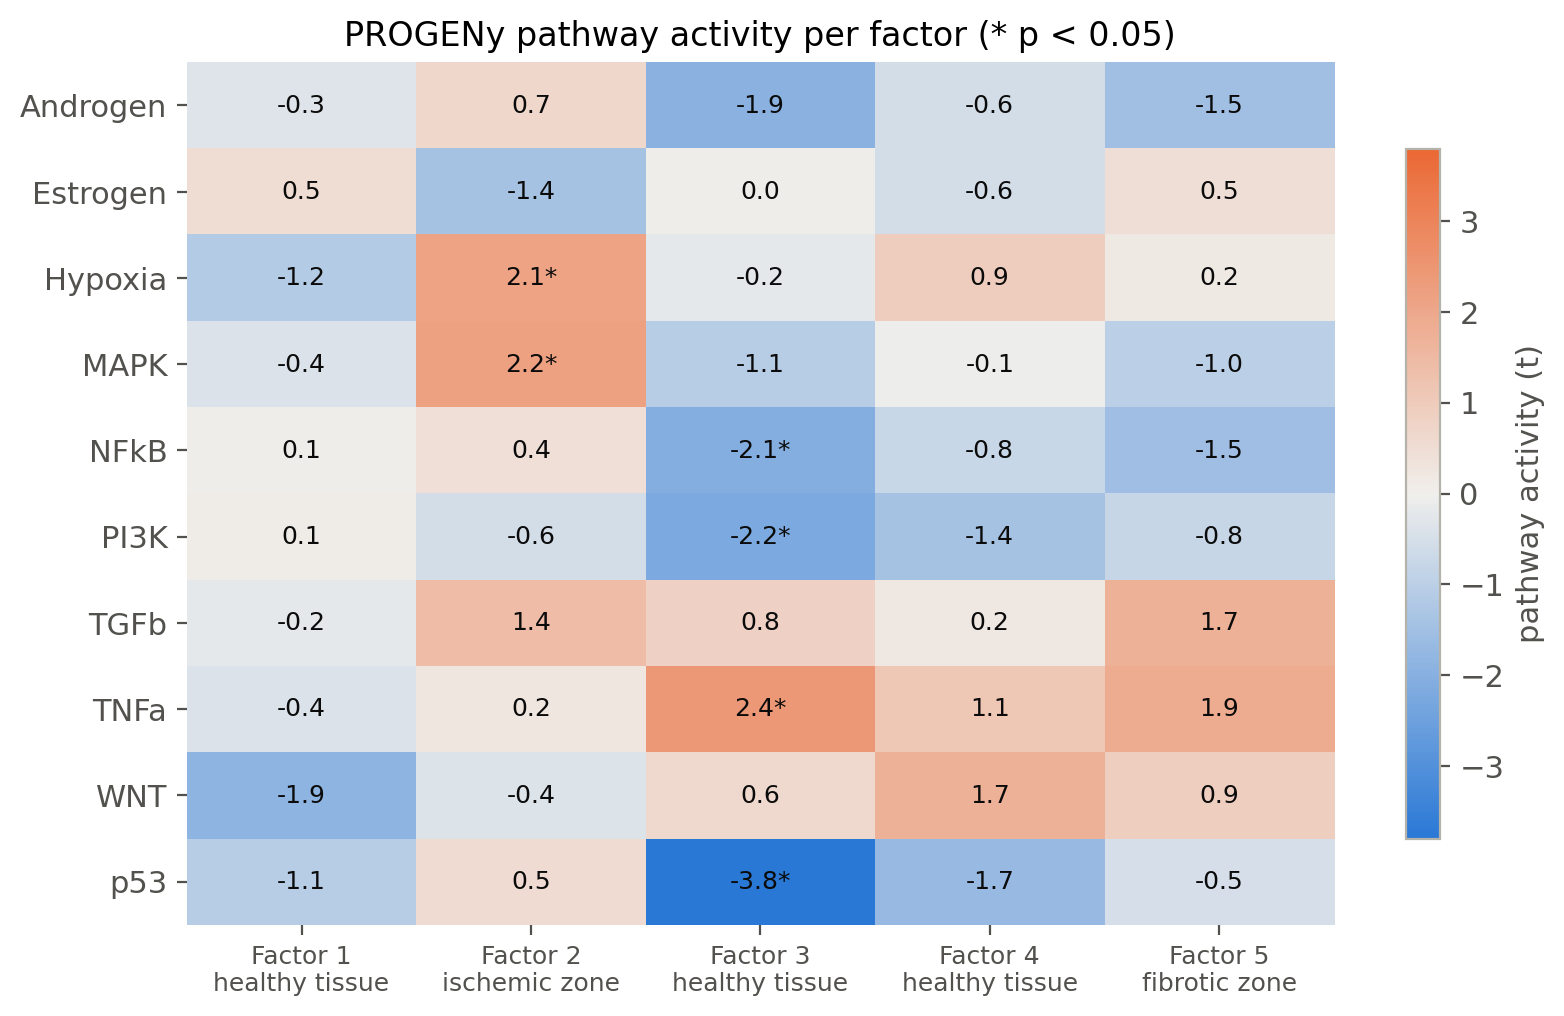 PROGENy pathway activity per factor (* p < 0.05)
Androgen -0.3 0.7 -1.9 -0.6 -1.5
Estrogen 0.5 -1.4 0.0 -0.6 0.5
Hypoxia -1.2 2.1* -0.2 0.9 0.2
MAPK -0.4 2.2* -1.1 -0.1 -1.0
NFkB 0.1 0.4 -2.1* -0.8 -1.5
PI3K 0.1 -0.6 -2.2* -1.4 -0.8
TGFb -0.2 1.4 0.8 0.2 1.7
TNFa -0.4 0.2 2.4* 1.1 1.9
WNT -1.9 -0.4 0.6 1.7 0.9
p53 -1.1 0.5 -3.8* -1.7 -0.5
Factor 1 Factor 2 Factor 3 Factor 4 Factor 5
healthy tissue ischemic zone healthy tissue healthy tissue fibrotic zone
3
2
1
0
−1
−2
−3
pathway activity (t)